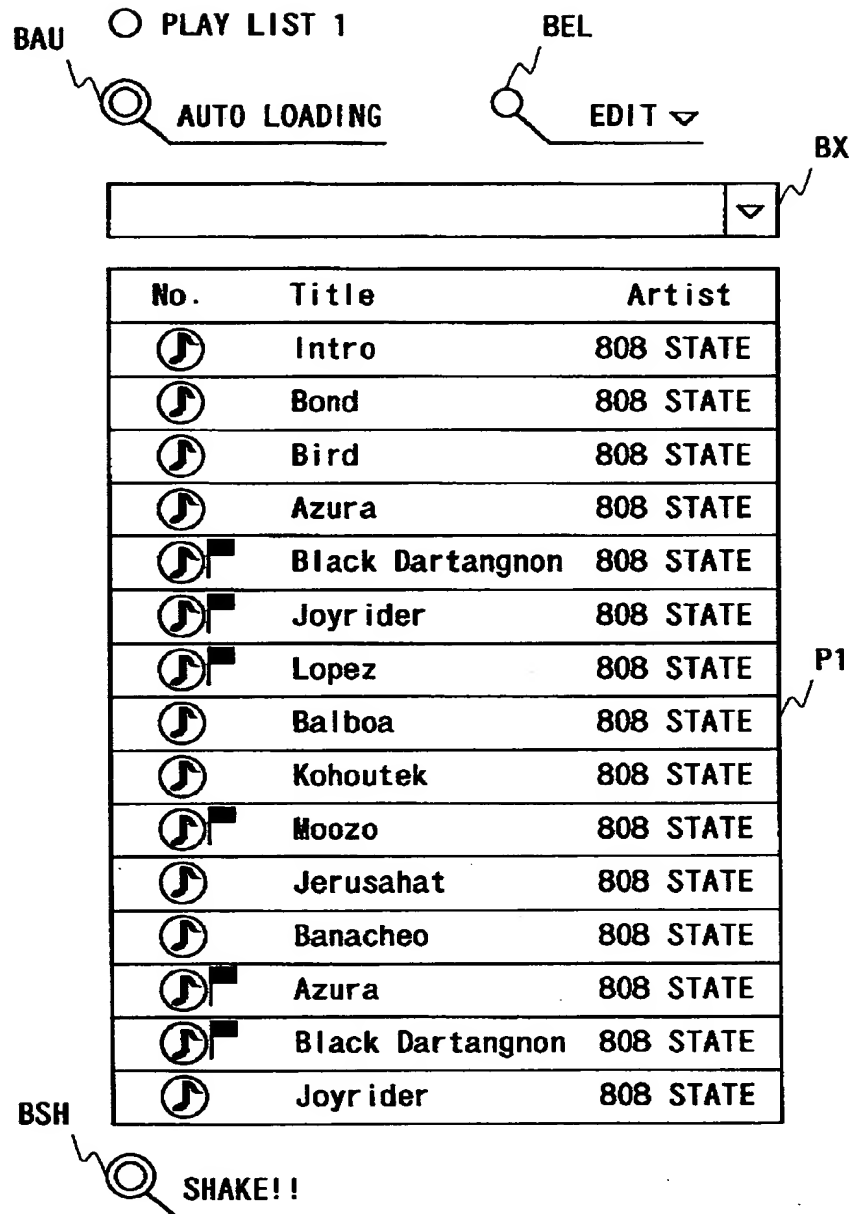 PLAY LIST 1
BAU BEL
AUTO LOADING EDIT
BX
No. Title Artist
Intro 808 STATE
Bond 808 STATE
Bird 808 STATE
Azura 808 STATE
Black Dartangnon 808 STATE
Joyrider 808 STATE
Lopez 808 STATE
P1
Balboa 808 STATE
Kohoutek 808 STATE
Moozo 808 STATE
Jerusahat 808 STATE
Banacheo 808 STATE
Azura 808 STATE
Black Dartangnon 808 STATE
Joyrider 808 STATE
BSH
SHAKE!!